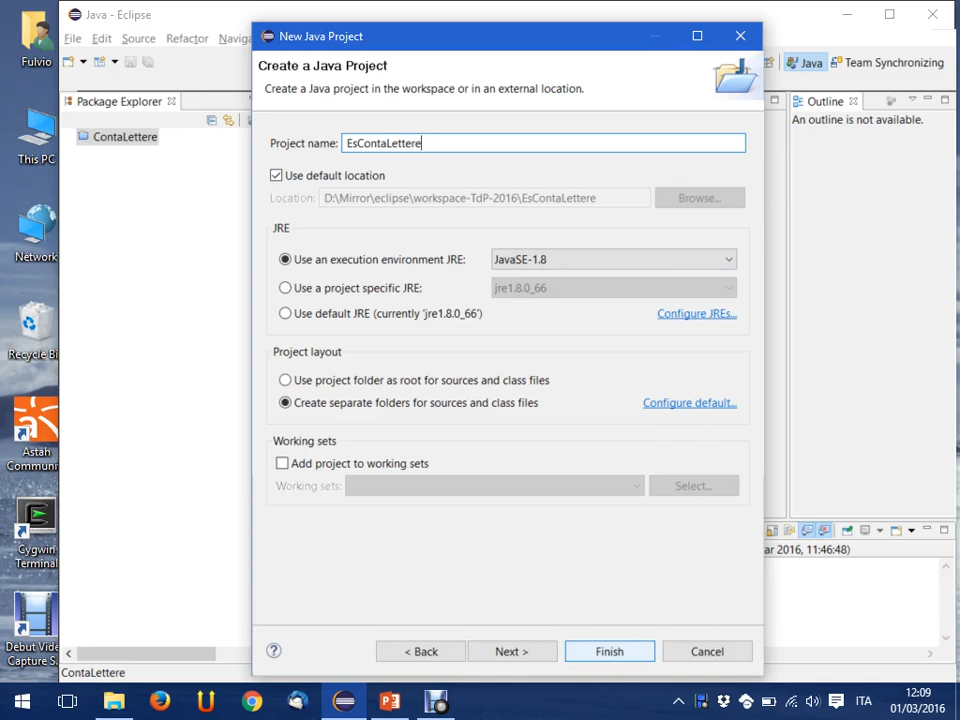 Fulvio
This PC
Network
Recycle Bi
Astah
Commun
Cygwin
Terminal
Debut Vide
Capture S...
Java - Eclipse
File Edit Source Refactor Naviga
Java
Team Synchronizing
Package Explorer
ContaLettere
Outline
An outline is not available.
New Java Project
Create a Java Project
Create a Java project in the workspace or in an external location.
Project name: EsContaLettere
Use default location
Location: D:\Mirror\eclipse\workspace-TdP-2016\EsContaLettere Browse...
JRE
Use an execution environment JRE: JavaSE-1.8
Use a project specific JRE: jre1.8.0_66
Use default JRE (currently 'jre1.8.0_66') Configure JREs...
Project layout
Use project folder as root for sources and class files
Create separate folders for sources and class files Configure default...
Working sets
Add project to working sets
Working sets: Select...
ar 2016, 11:46:48)
? < Back Next > Finish Cancel
ContaLettere
ITA
12:09
01/03/2016